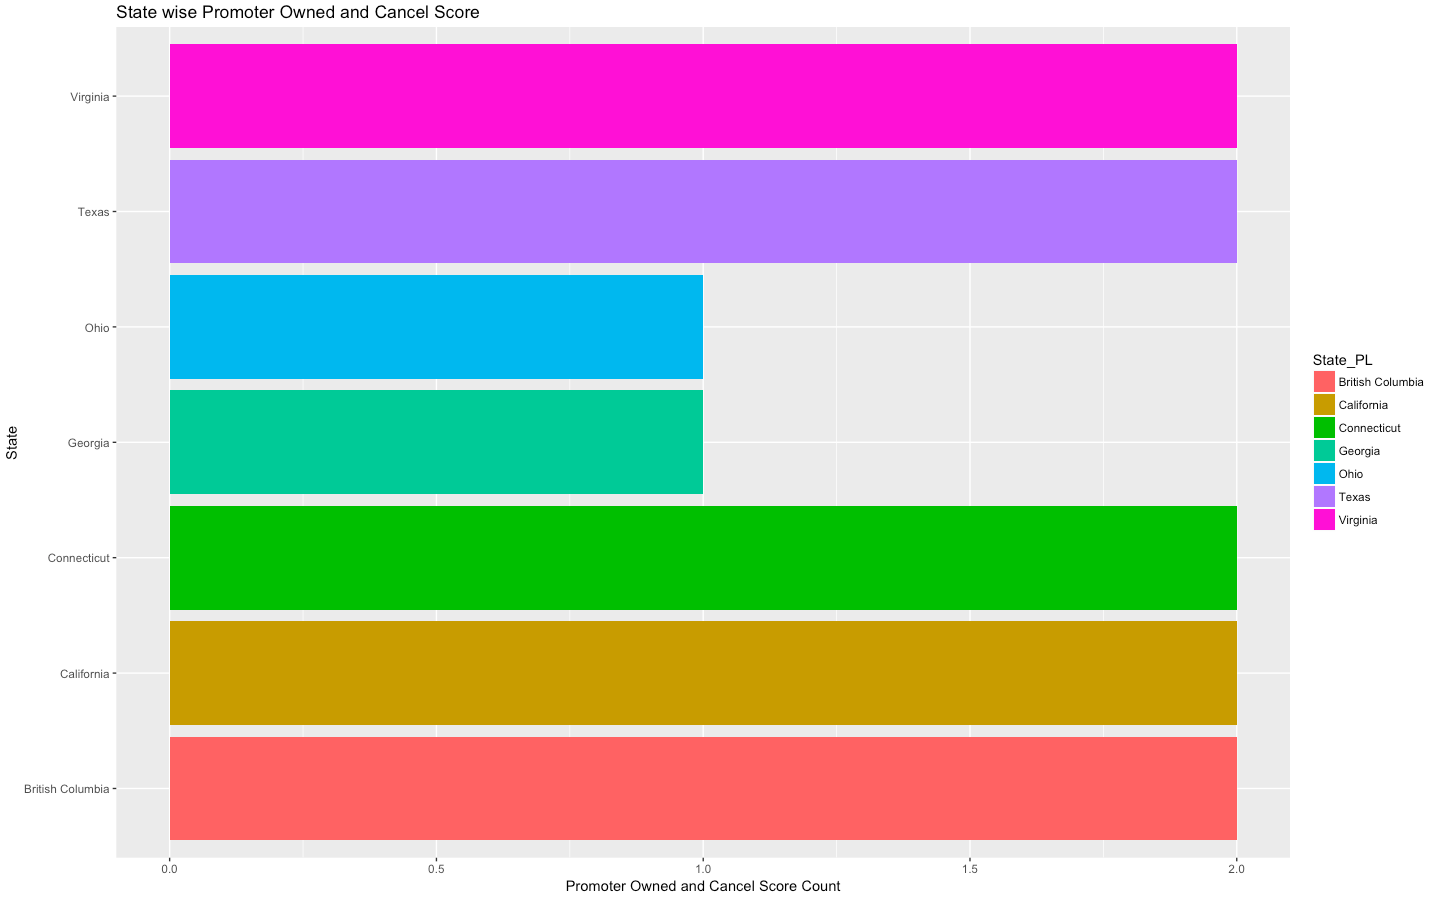 State wise Promoter Owned and Cancel Score
State
Virginia
Texas
Ohio
Georgia
Connecticut
California
British Columbia
0.0 0.5 1.0 1.5 2.0
Promoter Owned and Cancel Score Count
State_PL
British Columbia
California
Connecticut
Georgia
Ohio
Texas
Virginia